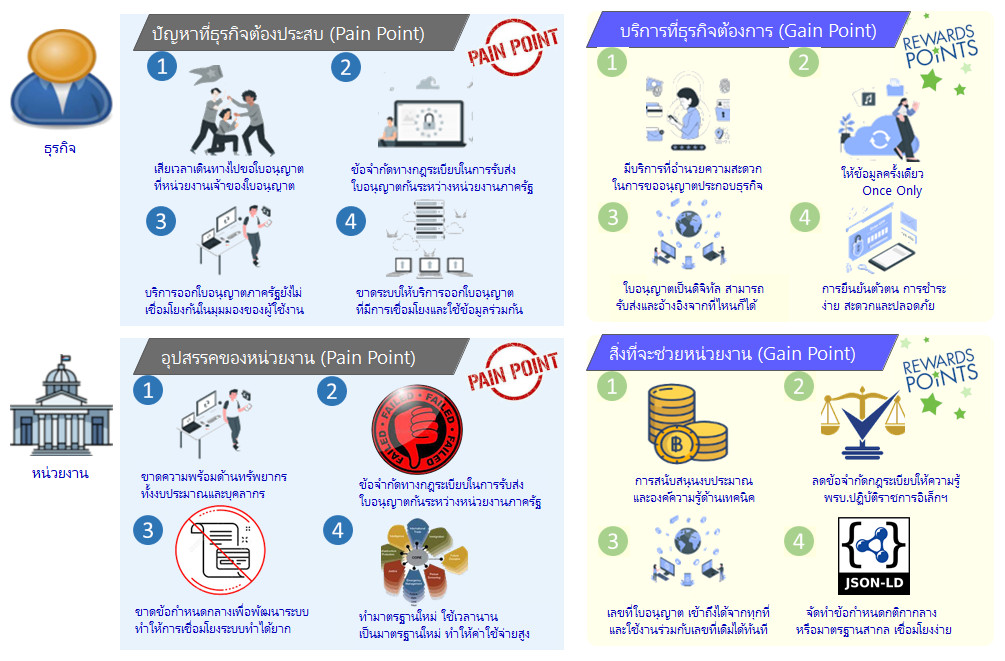 ธุรกิจ
ปัญหาที่ธุรกิจต้องประสบ (Pain Point)
PAIN POINT
1
เสียเวลาเดินทางไปขอใบอนุญาต
ที่หน่วยงานเจ้าของใบอนุญาต
2
ข้อจำกัดทางกฎระเบียบในการรับส่ง
ใบอนุญาตกันระหว่างหน่วยงานภาครัฐ
3
บริการออกใบอนุญาตภาครัฐยังไม่
เชื่อมโยงกันในมุมมองของผู้ใช้งาน
4
ขาดระบบให้บริการออกใบอนุญาต
ที่มีการเชื่อมโยงและใช้ข้อมูลร่วมกัน
บริการที่ธุรกิจต้องการ (Gain Point)
REWARDS
POINTS
1
มีบริการที่อำนวยความสะดวก
ในการขออนุญาตประกอบธุรกิจ
2
ให้ข้อมูลครั้งเดียว
Once Only
3
ใบอนุญาตเป็นดิจิทัล สามารถ
รับส่งและอ้างอิงจากที่ไหนก็ได้
4
การยืนยันตัวตน การชำระ
ง่าย สะดวกและปลอดภัย
หน่วยงาน
อุปสรรคของหน่วยงาน (Pain Point)
PAIN POINT
1
ขาดความพร้อมด้านทรัพยากร
ทั้งงบประมาณและบุคลากร
2
FAILED FAILED FAILED FAILED
ข้อจำกัดทางกฎระเบียบในการรับส่ง
ใบอนุญาตกันระหว่างหน่วยงานภาครัฐ
3
ขาดข้อกำหนดกลางเพื่อพัฒนาระบบ
ทำให้การเชื่อมโยงระบบทำได้ยาก
4
ทำมาตรฐานใหม่ ใช้เวลานาน
เป็นมาตรฐานใหม่ ทำให้ค่าใช้จ่ายสูง
สิ่งที่จะช่วยหน่วยงาน (Gain Point)
REWARDS
POINTS
1
การสนับสนุนงบประมาณ
และองค์ความรู้ด้านเทคนิค
2
ลดข้อจำกัดกฎระเบียบให้ความรู้
พรบ.ปฏิบัติราชการอิเล็กฯ
3
เลขที่ใบอนุญาต เข้าถึงได้จากทุกที่
และใช้งานร่วมกับเลขที่เดิมได้ทันที
4
JSON-LD
จัดทำข้อกำหนดกติกากลาง
หรือมาตรฐานสากล เชื่อมโยงง่าย